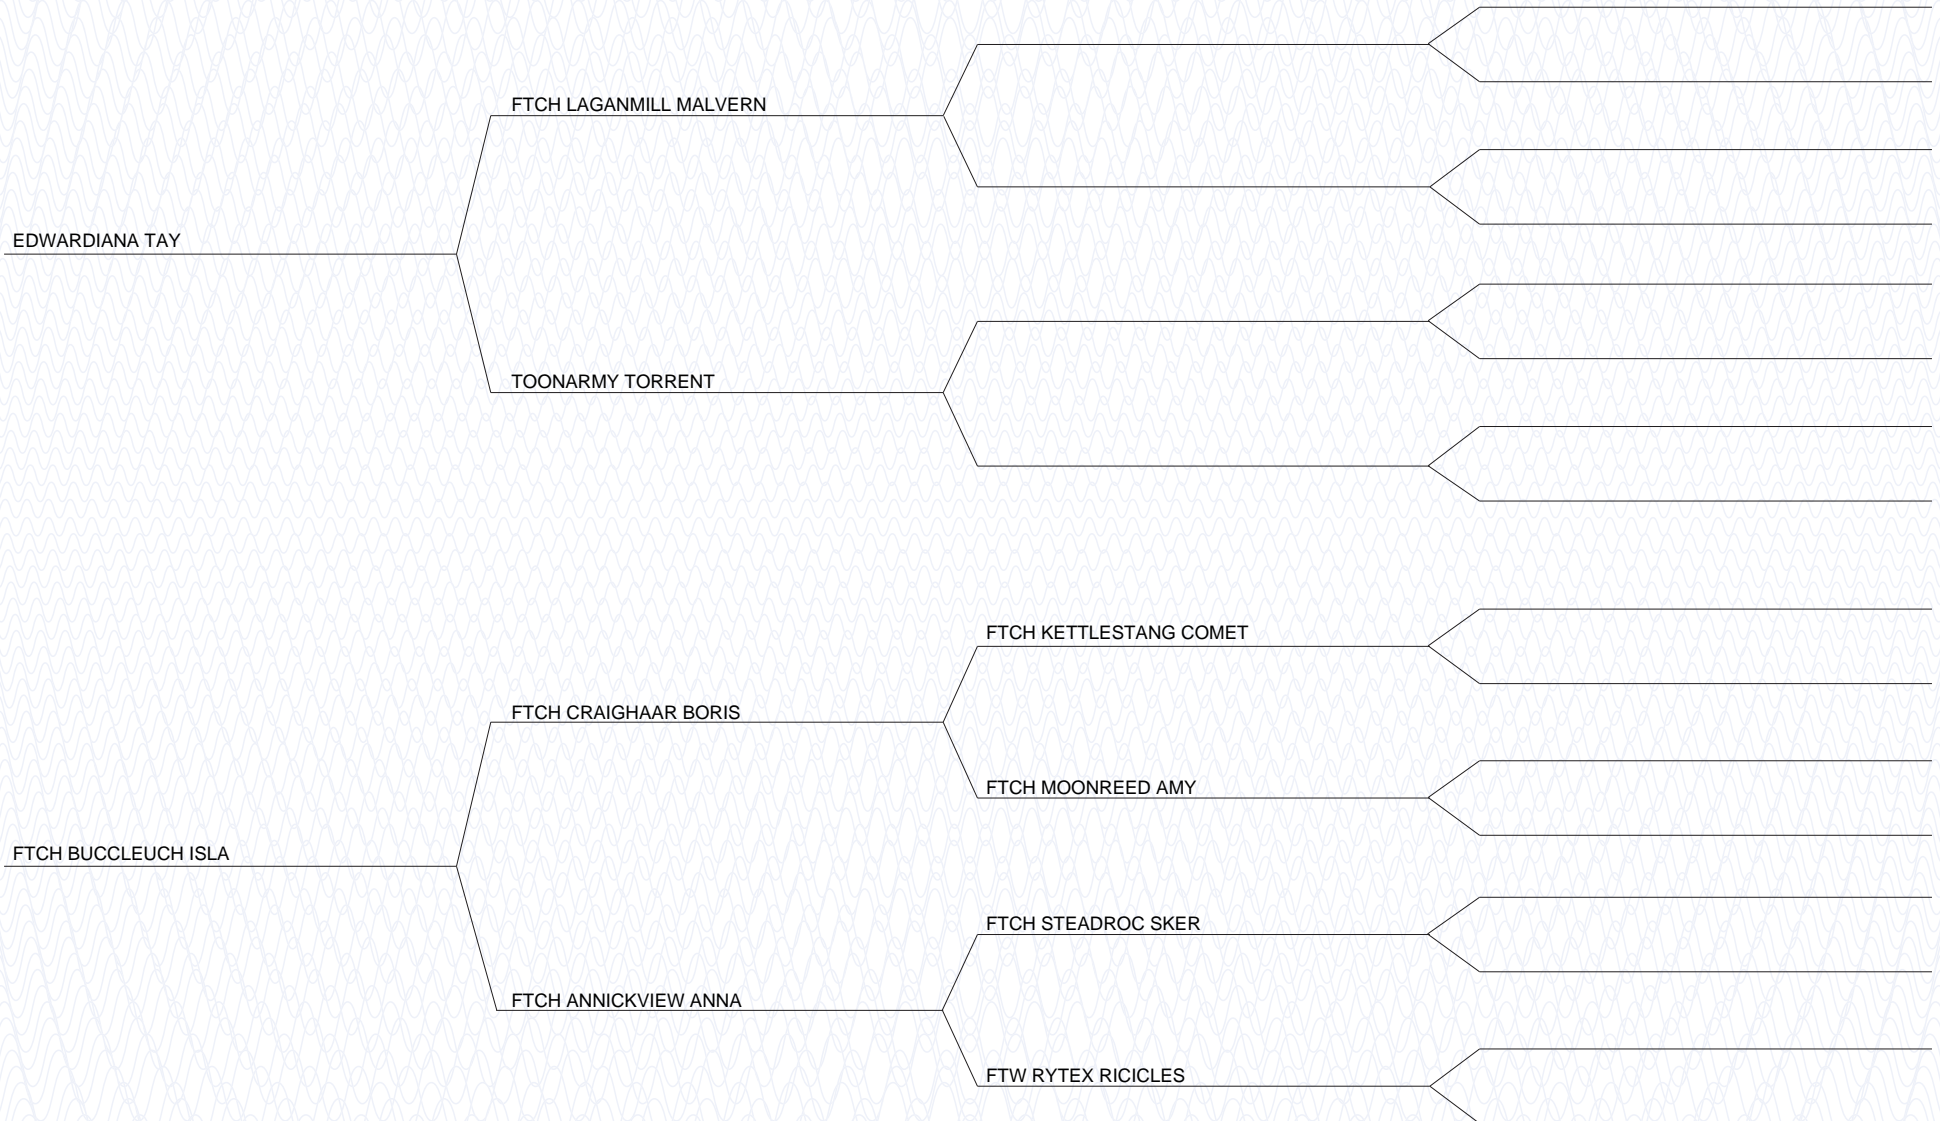 FTCH LAGANMILL MALVERN
EDWARDIANA TAY
TOONARMY TORRENT
FTCH KETTLESTANG COMET
FTCH CRAIGHAAR BORIS
FTCH MOONREED AMY
FTCH BUCCLEUCH ISLA
FTCH STEADROC SKER
FTCH ANNICKVIEW ANNA
FTW RYTEX RICICLES